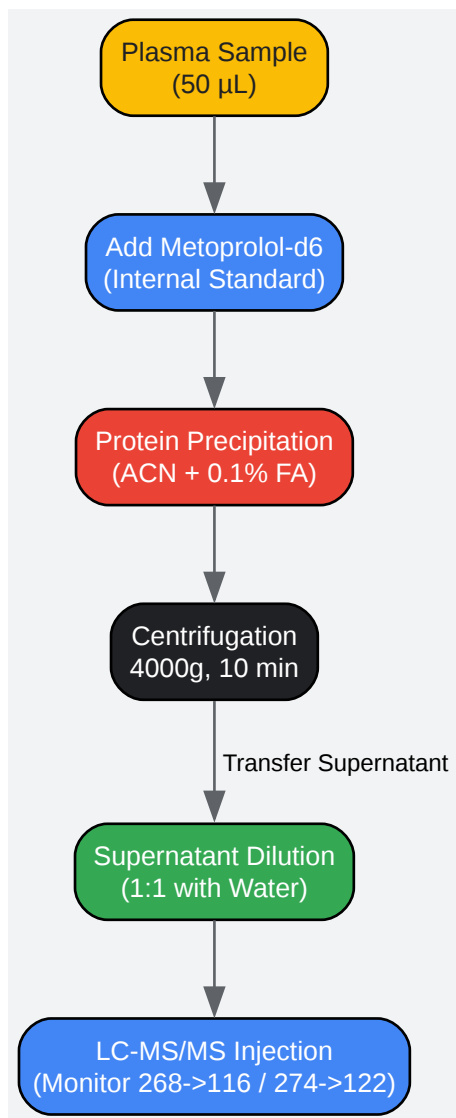 Plasma Sample
(50 µL)
Add Metoprolol-d6
(Internal Standard)
Protein Precipitation
(ACN + 0.1% FA)
Centrifugation
4000g, 10 min
Transfer Supernatant
Supernatant Dilution
(1:1 with Water)
LC-MS/MS Injection
(Monitor 268->116 / 274->122)